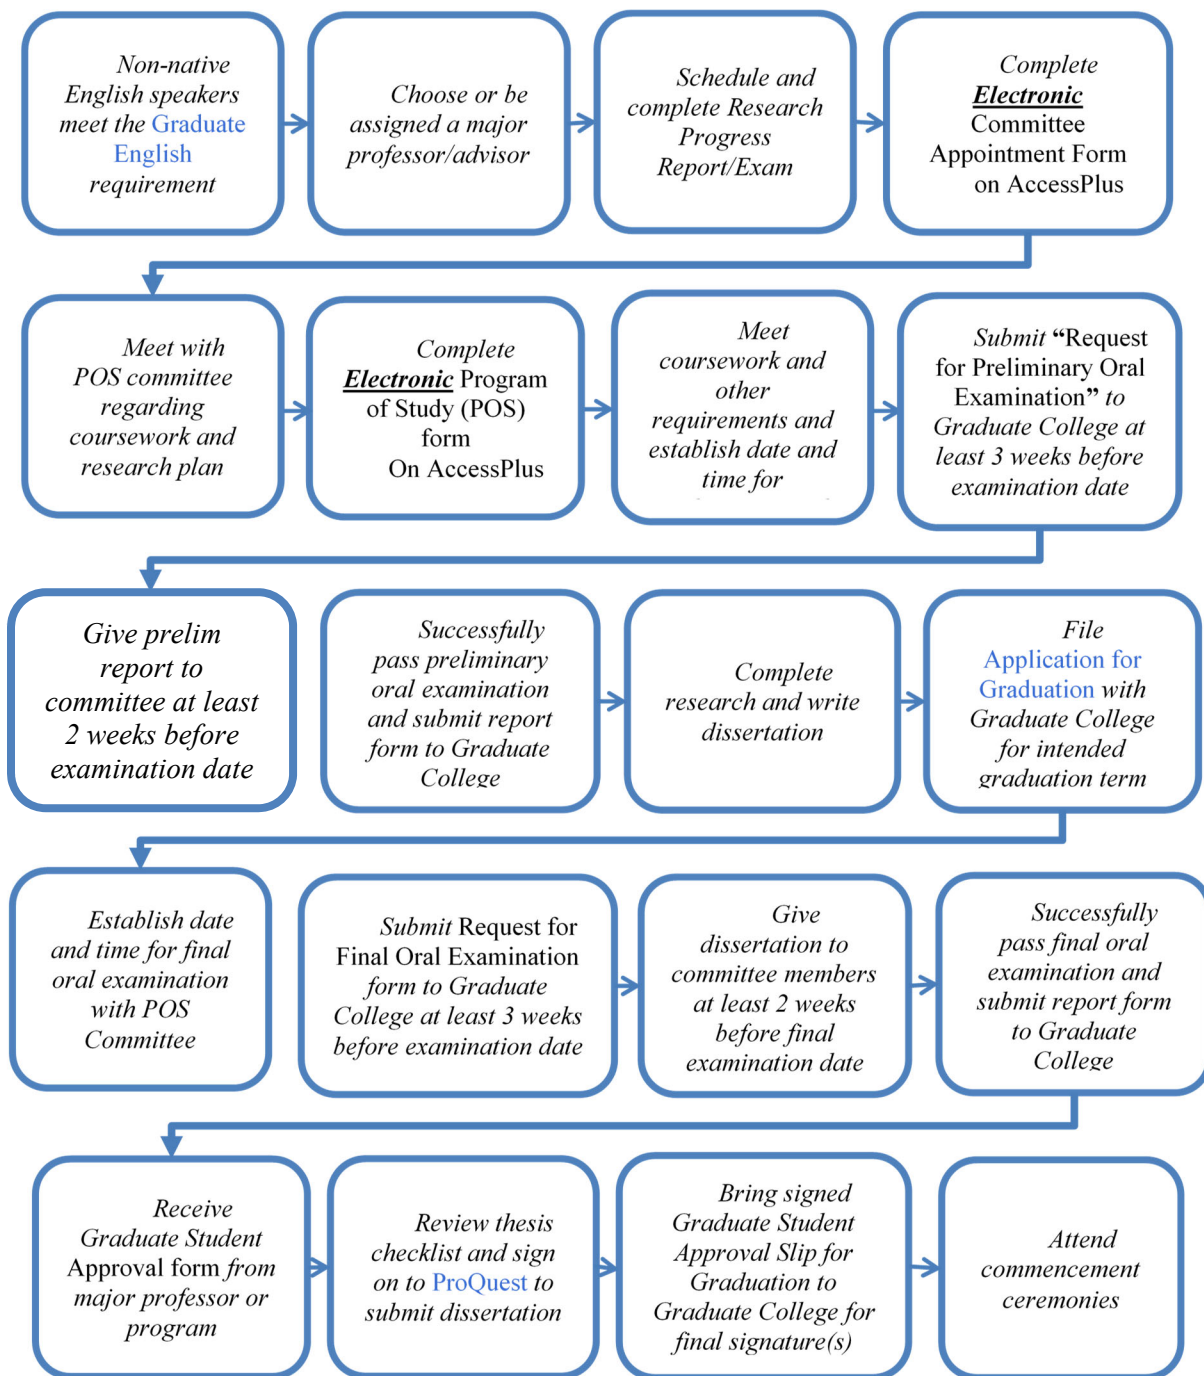 Non-native
English speakers
meet the Graduate
English
requirement
Choose or be
assigned a major
professor/advisor
Schedule and
complete Research
Progress
Report/Exam
Complete
Electronic
Committee
Appointment Form
on AccessPlus
Meet with
POS committee
regarding
coursework and
research plan
Complete
Electronic Program
of Study (POS)
form
On AccessPlus
Meet
coursework and
other
requirements and
establish date and
time for
Submit “Request
for Preliminary Oral
Examination” to
Graduate College at
least 3 weeks before
examination date
Give prelim
report to
committee at least
2 weeks before
examination date
Successfully
pass preliminary
oral examination
and submit report
form to Graduate
College
Complete
research and write
dissertation
File
Application for
Graduation with
Graduate College
for intended
graduation term
Establish date
and time for final
oral examination
with POS
Committee
Submit Request for
Final Oral Examination
form to Graduate
College at least 3 weeks
before examination date
Give
dissertation to
committee members
at least 2 weeks
before final
examination date
Successfully
pass final oral
examination and
submit report form
to Graduate
College
Receive
Graduate Student
Approval form from
major professor or
program
Review thesis
checklist and sign
on to ProQuest to
submit dissertation
Bring signed
Graduate Student
Approval Slip for
Graduation to
Graduate College for
final signature(s)
Attend
commencement
ceremonies